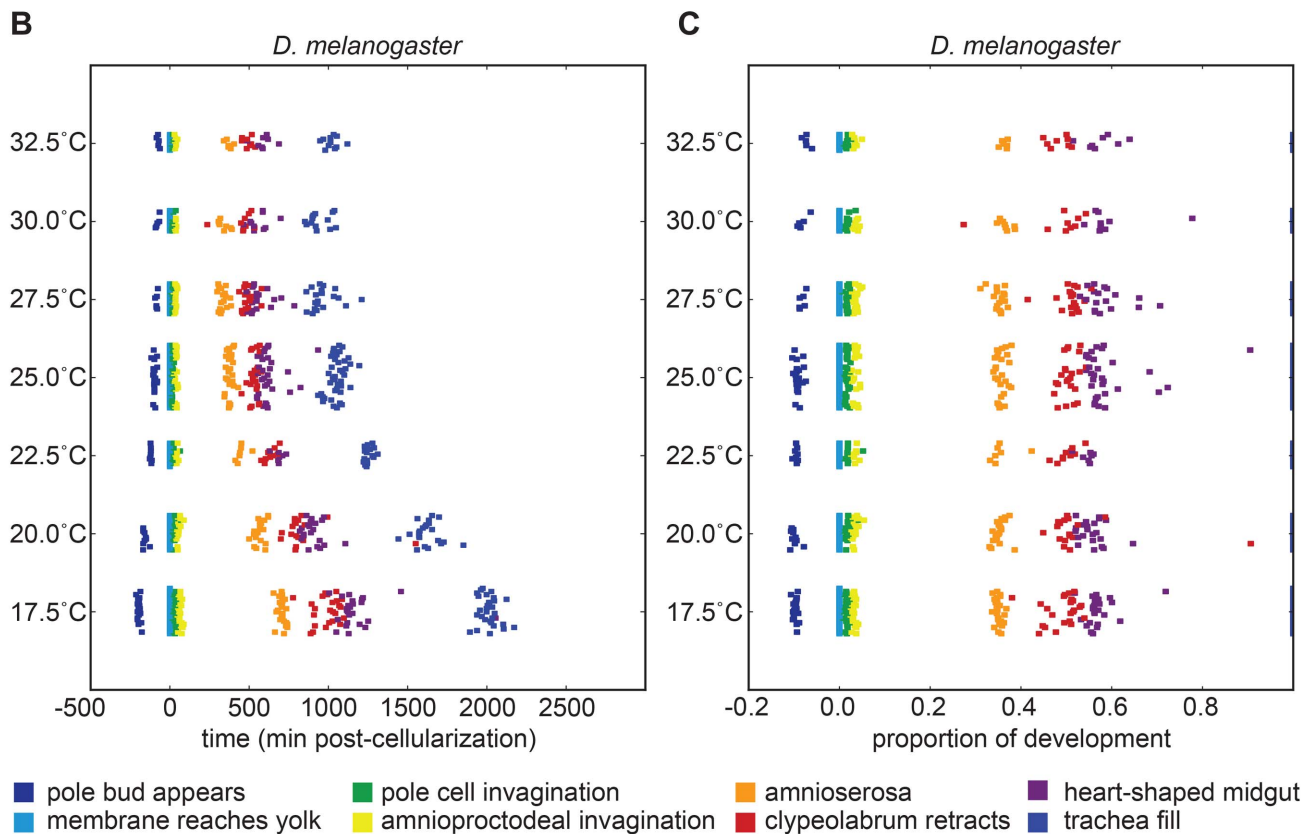 B
D. melanogaster
32.5°C
30.0°C
27.5°C
25.0°C
22.5°C
20.0°C
17.5°C
-500 0 500 1000 1500 2000 2500
time (min post-cellularization)
C
D. melanogaster
32.5°C
30.0°C
27.5°C
25.0°C
22.5°C
20.0°C
17.5°C
-0.2 0.0 0.2 0.4 0.6 0.8
proportion of development
pole bud appears pole cell invagination amnioserosa heart-shaped midgut
membrane reaches yolk amnioproctodeal invagination clypeolabrum retracts trachea fill